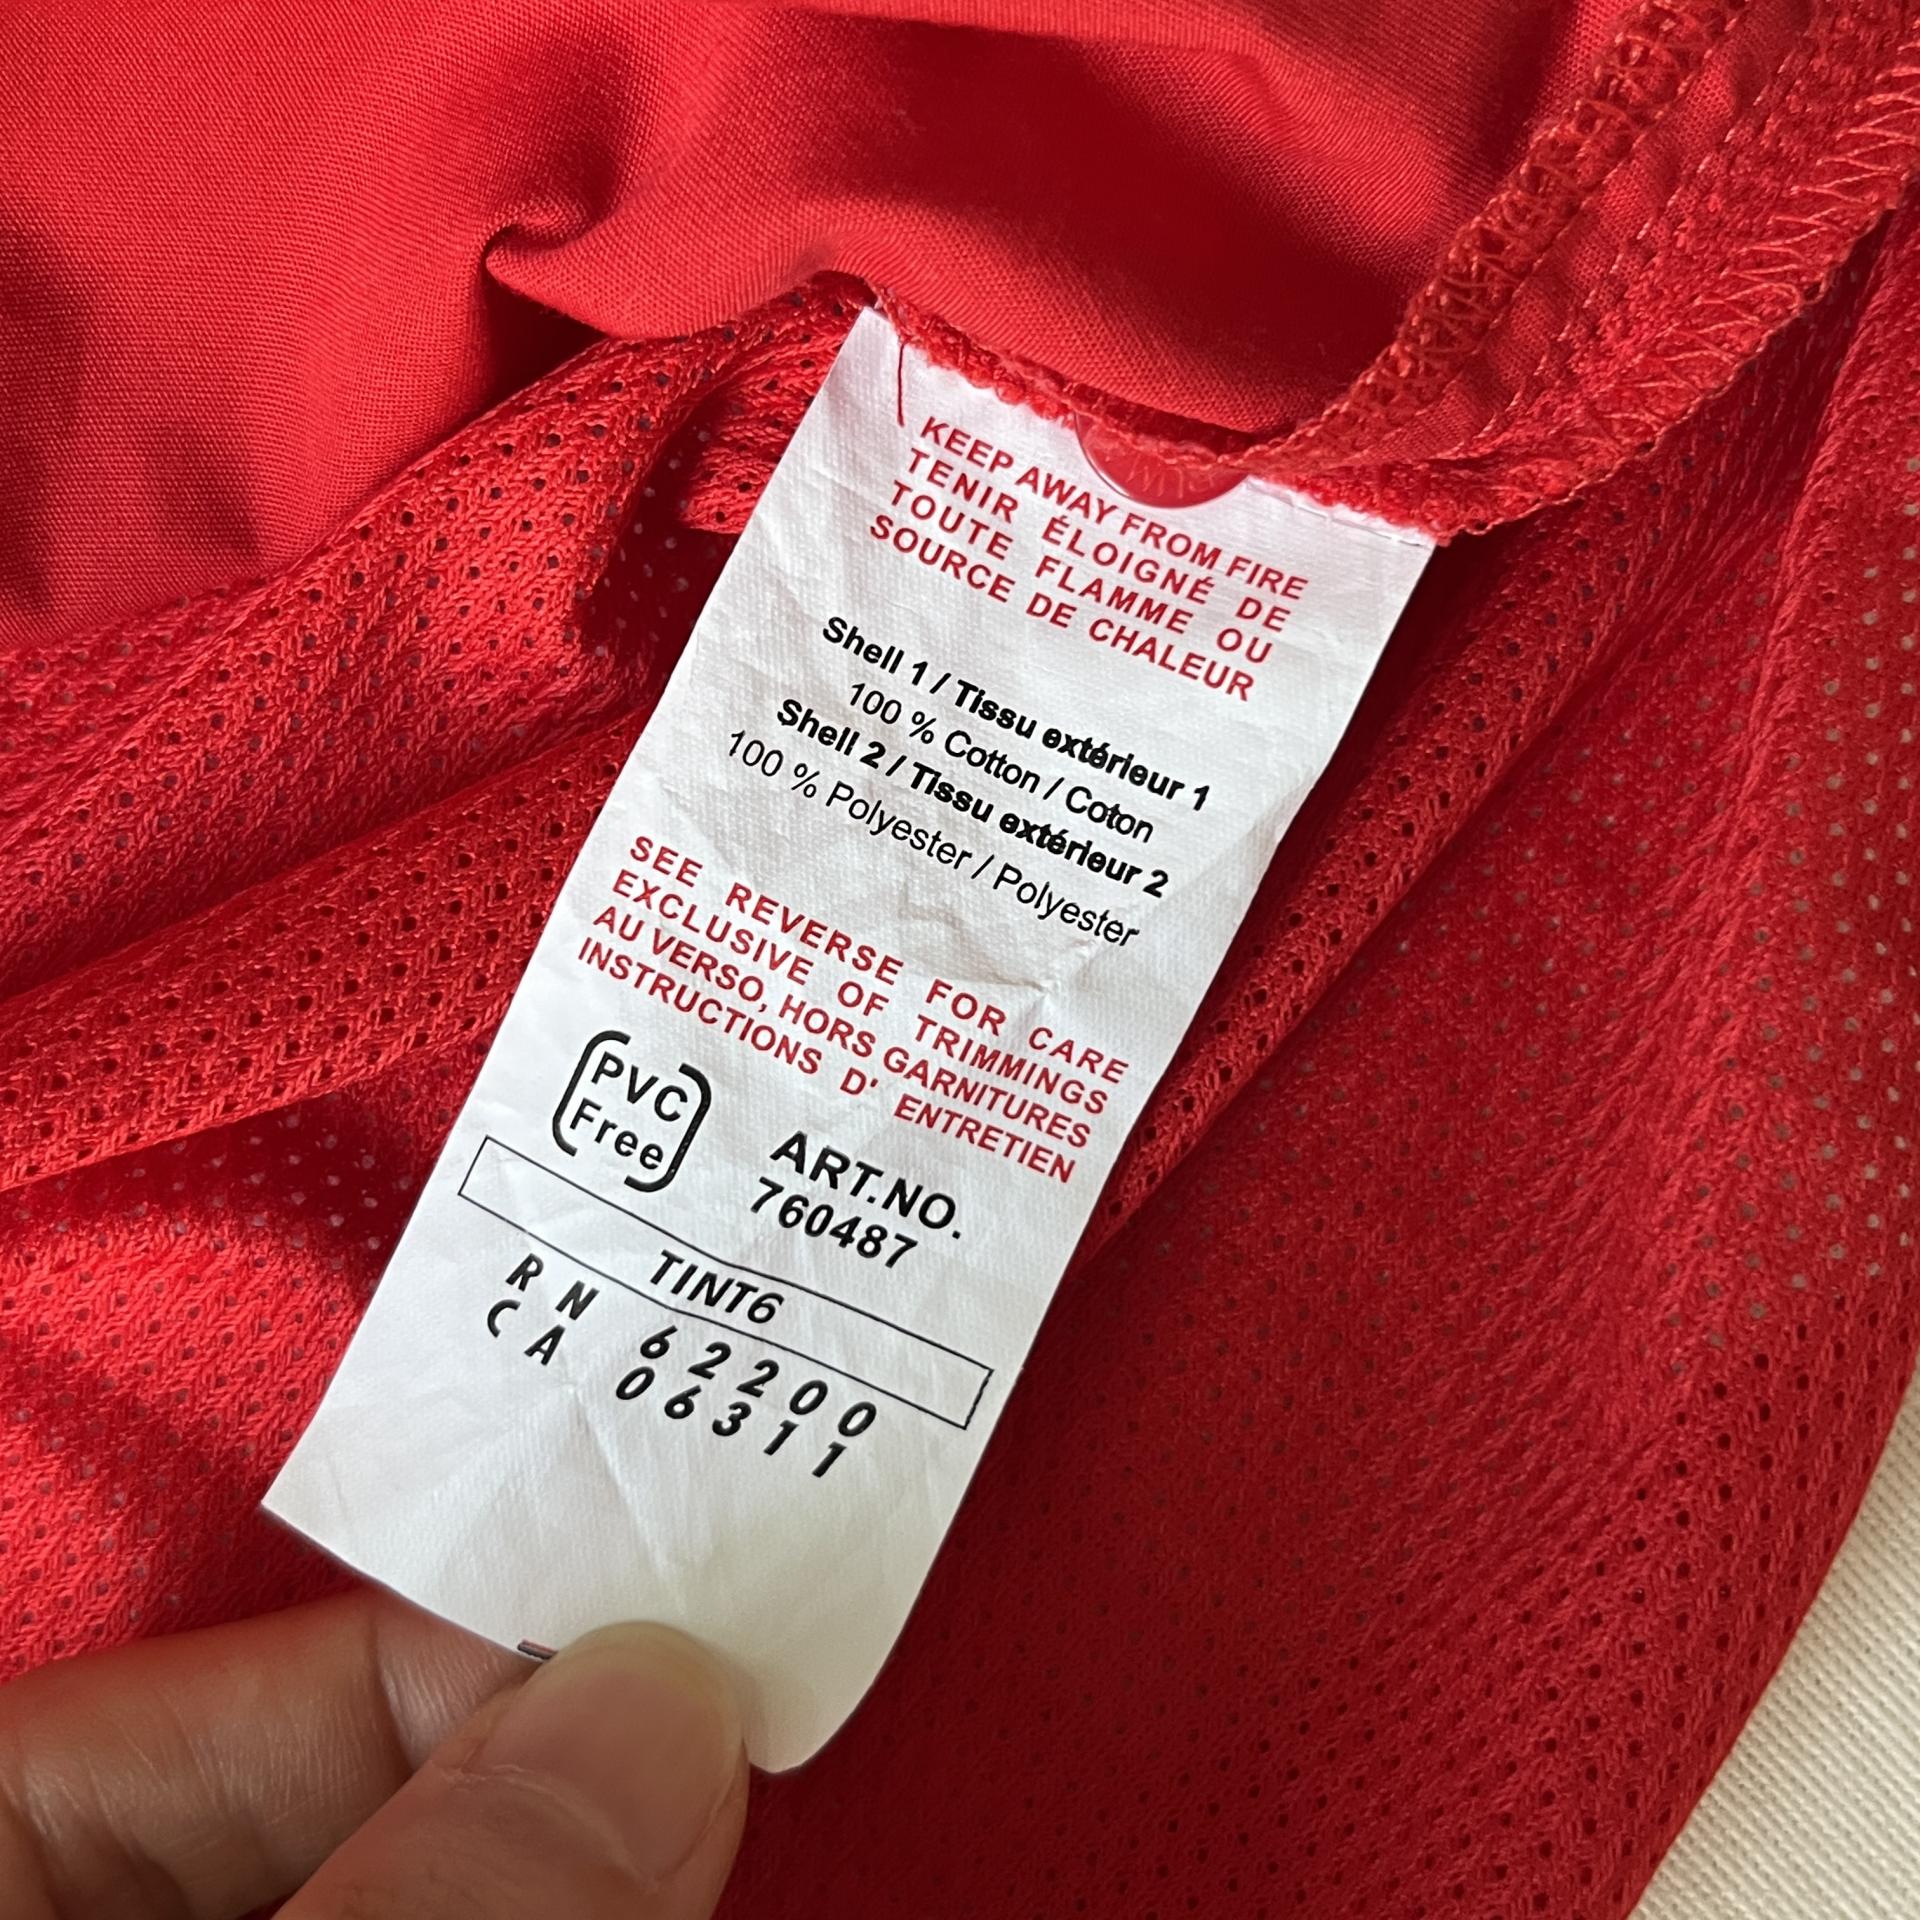 KEEP AWAY FROM FIRE
TENIR ÉLOIGNÉ DE
TOUTE FLAMME OU
SOURCE DE CHALEUR
Shell 1 / Tissu extérieur 1
100 % Cotton / Coton
Shell 2 / Tissu extérieur 2
100 % Polyester / Polyester
SEE REVERSE FOR CARE
EXCLUSIVE OF TRIMMINGS
AU VERSO, HORS GARNITURES
INSTRUCTIONS D' ENTRETIEN
PVC
Free
ART.NO.
760487
TINT6
RN 62200
CA 06311